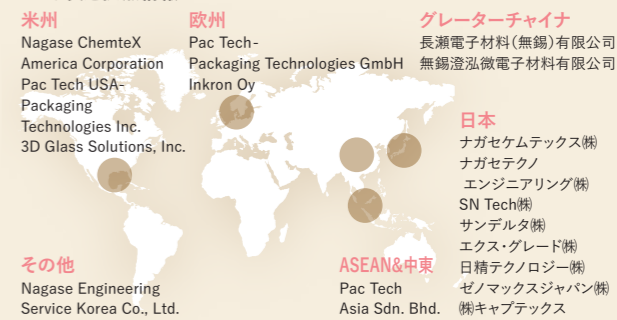 米州
Nagase ChemteX
America Corporation
Pac Tech USA-
Packaging
Technologies Inc.
3D Glass Solutions, Inc.
欧州
Pac Tech-
Packaging Technologies GmbH
Inkron Oy
グレーターチャイナ
長瀬電子材料(無錫)有限公司
無錫澄泓微電子材料有限公司
日本
ナガセケムテックス㈱
ナガセテクノ
エンジニアリング㈱
SN Tech㈱
サンデルタ㈱
エクス・グレード㈱
日精テクノロジー㈱
ゼノマックスジャパン㈱
㈱キャプテックス
その他
Nagase Engineering
Service Korea Co., Ltd.
ASEAN&中東
Pac Tech
Asia Sdn. Bhd.